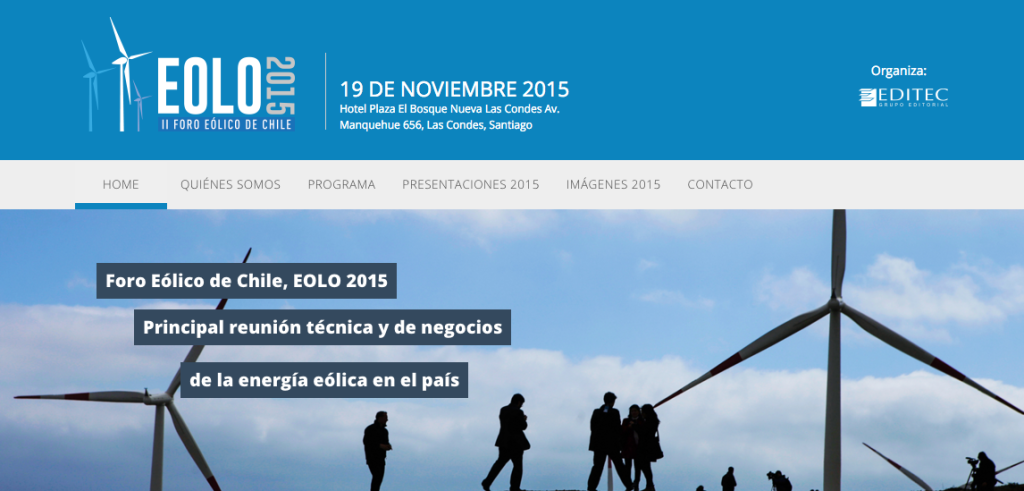 EOLO 2015
II FORO EÓLICO DE CHILE
19 DE NOVIEMBRE 2015
Hotel Plaza El Bosque Nueva Las Condes Av.
Manquehue 656, Las Condes, Santiago
Organiza:
EDITEC
GRUPO EDITORIAL
HOME
QUIÉNES SOMOS
PROGRAMA
PRESENTACIONES 2015
IMÁGENES 2015
CONTACTO
Foro Eólico de Chile, EOLO 2015
Principal reunión técnica y de negocios
de la energía eólica en el país